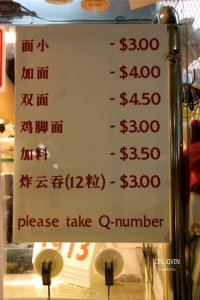 面小 - $3.00
加面 - $4.00
双面 - $4.50
鸡脚面 - $3.00
加料 - $3.50
炸云吞(12粒) - $3.00
please take Q-number